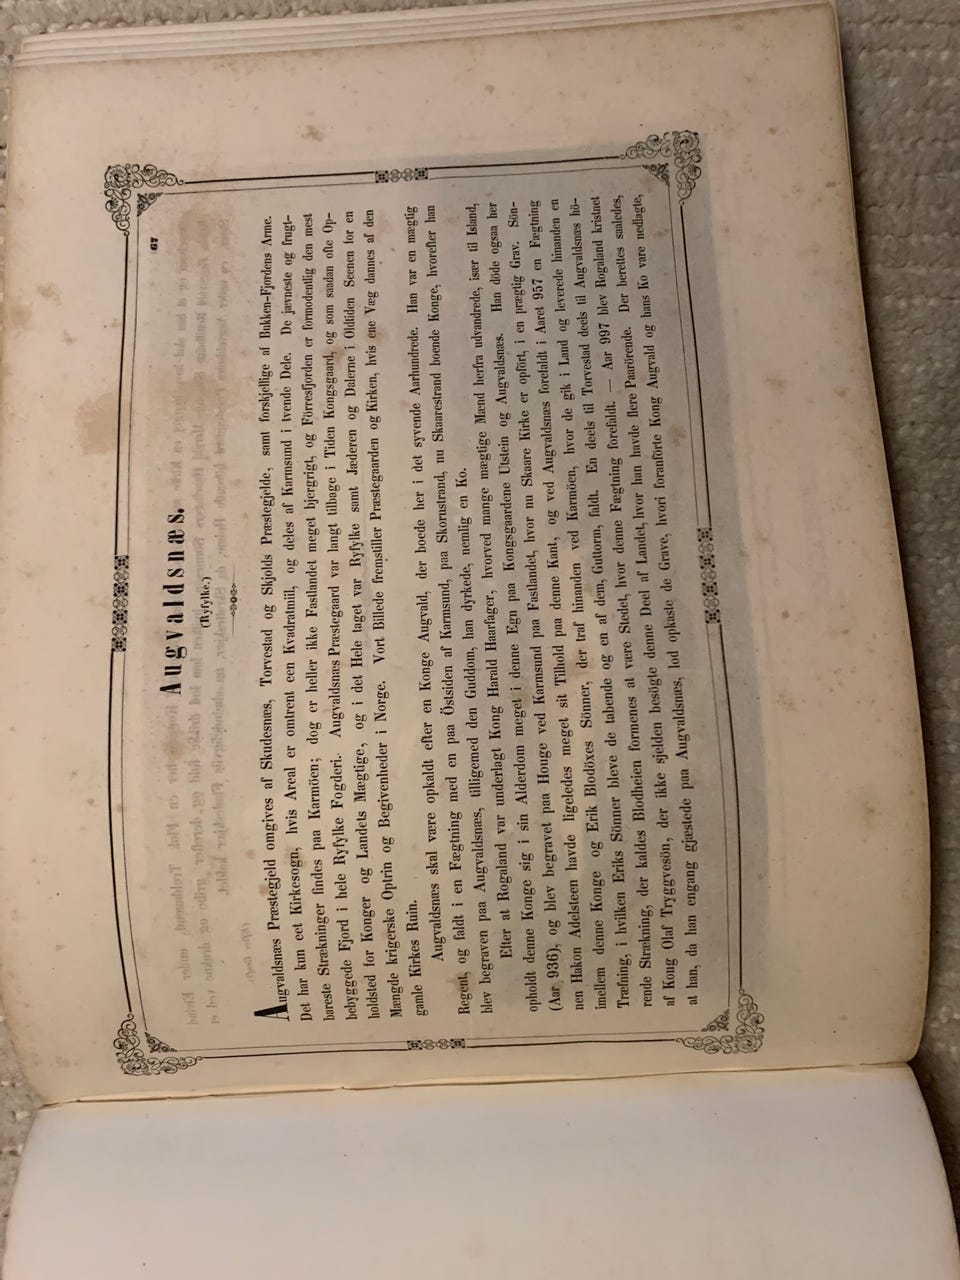 67
Augvaldsnæs.
(Ryfylke.)
Augvaldsnæs Præstegjeld omgives af Skudesnæs, Torvestad og Skjolds Præstegjelde, samt forskjellige af Bukken-Fjordens Arme.
Det har kun eet Kirkesogn, hvis Areal er omtrent een Kvadratmiil, og deles af Karmsund i tvende Dele. De jævneste og frugt-
bareste Strækninger findes paa Karmöen; dog er heller ikke Fastlandet meget bjergrigt, og Förresfjorden er formodentlig den mest
bebyggede Fjord i hele Ryfylke Fogderi. Augvaldsnæs Præstegaard var langt tilbage i Tiden Kongsgaard, og som saadan ofte Op-
holdsted for Konger og Landets Mægtige, og i det Hele taget var Ryfylke samt Jæderen og Dalerne i Oldtiden Scenen for en
Mængde krigerske Optrin og Begivenheder i Norge. Vort Billede fremstiller Præstegaarden og Kirken, hvis ene Væg dannes af den
gamle Kirkes Ruin.
Augvaldsnæs skal være opkaldt efter en Konge Augvald, der boede her i det syvende Aarhundrede. Han var en mægtig
Regent, og faldt i en Fægtning med en paa Östsiden af Karmsund, paa Skorustrand, nu Skaarestrand boende Konge, hvorefter han
blev begraven paa Augvaldsnæs, tilligemed den Guddom, han dyrkede, nemlig en Ko.
Efter at Rogaland var underlagt Kong Harald Haarfager, hvorved mange mægtige Mænd herfra udvandrede, især til Island,
opholdt denne Konge sig i sin Alderdom meget i denne Egn paa Kongsgaardene Utstein og Augvaldsnæs. Han döde ogsaa her
(Aar 936), og blev begravet paa Houge ved Karmsund paa Fastlandet, hvor nu Skaare Kirke er opfört, i en prægtig Grav. Sön-
nen Hakon Adelsteen havde ligeledes meget sit Tilhold paa denne Kant, og ved Augvaldsnæs forefaldt i Aaret 957 en Fægtning
imellem denne Konge og Erik Blodöxes Sönner, der traf hinanden ved Karmöen, hvor de gik i Land og leverede hinanden en
Træfning, i hvilken Eriks Sönner bleve de tabende og en af dem, Guttorm, faldt. En deels til Torvestad deels til Augvaldsnæs hö-
rende Strækning, der kaldes Blodheien formenes at være Stedet, hvor denne Fægtning forefaldt. — Aar 997 blev Rogaland kristnet
af Kong Olaf Tryggvesön, der ikke sjelden besögte denne Deel af Landet, hvor han havde flere Paarörende. Der berettes saaledes,
at han, da han engang gjæstede paa Augvaldsnæs, lod opkaste de Grave, hvori foranförte Kong Augvald og hans Ko vare nedlagte,